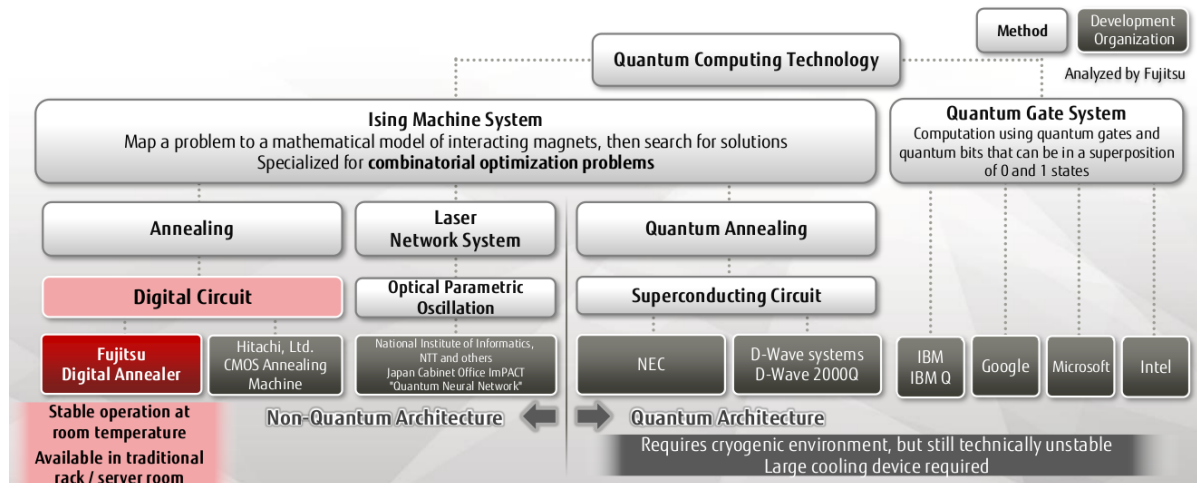 Method
Development
Organization
Analyzed by Fujitsu
Quantum Computing Technology
Ising Machine System
Map a problem to a mathematical model of interacting magnets, then search for solutions
Specialized for combinatorial optimization problems
Quantum Gate System
Computation using quantum gates and
quantum bits that can be in a superposition
of 0 and 1 states
Annealing
Laser
Network System
Quantum Annealing
Digital Circuit
Optical Parametric
Oscillation
Superconducting Circuit
Fujitsu
Digital Annealer
Hitachi, Ltd.
CMOS Annealing
Machine
National Institute of Informatics,
NTT and others
Japan Cabinet Office ImPACT
"Quantum Neural Network"
NEC
D-Wave systems
D-Wave 2000Q
IBM
IBM Q
Google
Microsoft
Intel
Stable operation at
room temperature
Available in traditional
rack / server room
Non-Quantum Architecture
Quantum Architecture
Requires cryogenic environment, but still technically unstable
Large cooling device required